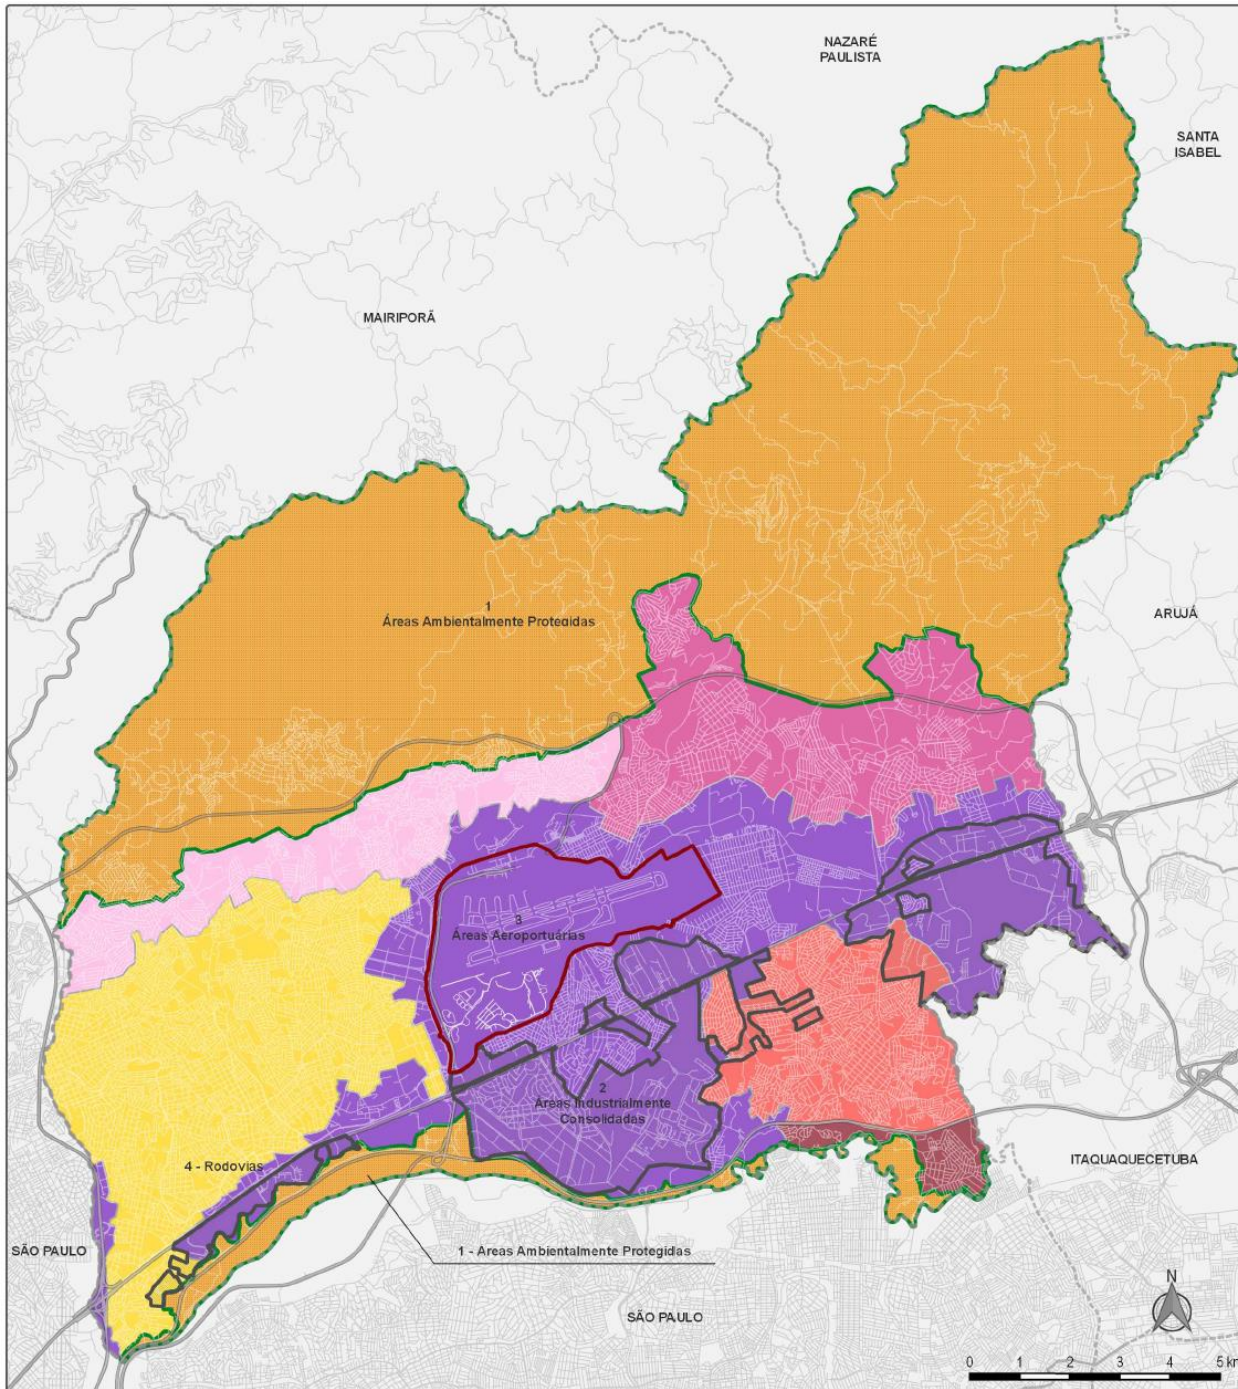 NAZARÉ
PAULISTA
SANTA
ISABEL
MAIRIPORÃ
1
Áreas Ambientalmente Protegidas
ARUJÁ
3
Áreas Aeroportuárias
2
Áreas Industrialmente
Consolidadas
4 - Rodovias
ITAQUAQUECETUBA
SÃO PAULO
1 - Áreas Ambientalmente Protegidas
SÃO PAULO
N
0 1 2 3 4 5 km